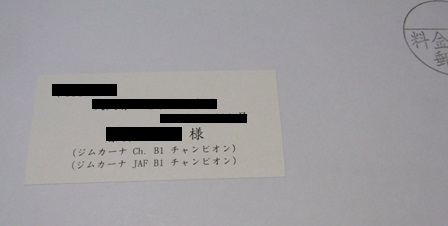 様
(ジムカーナ Ch. B1 チャンピオン)
(ジムカーナ JAF B1 チャンピオン)
料金
郵